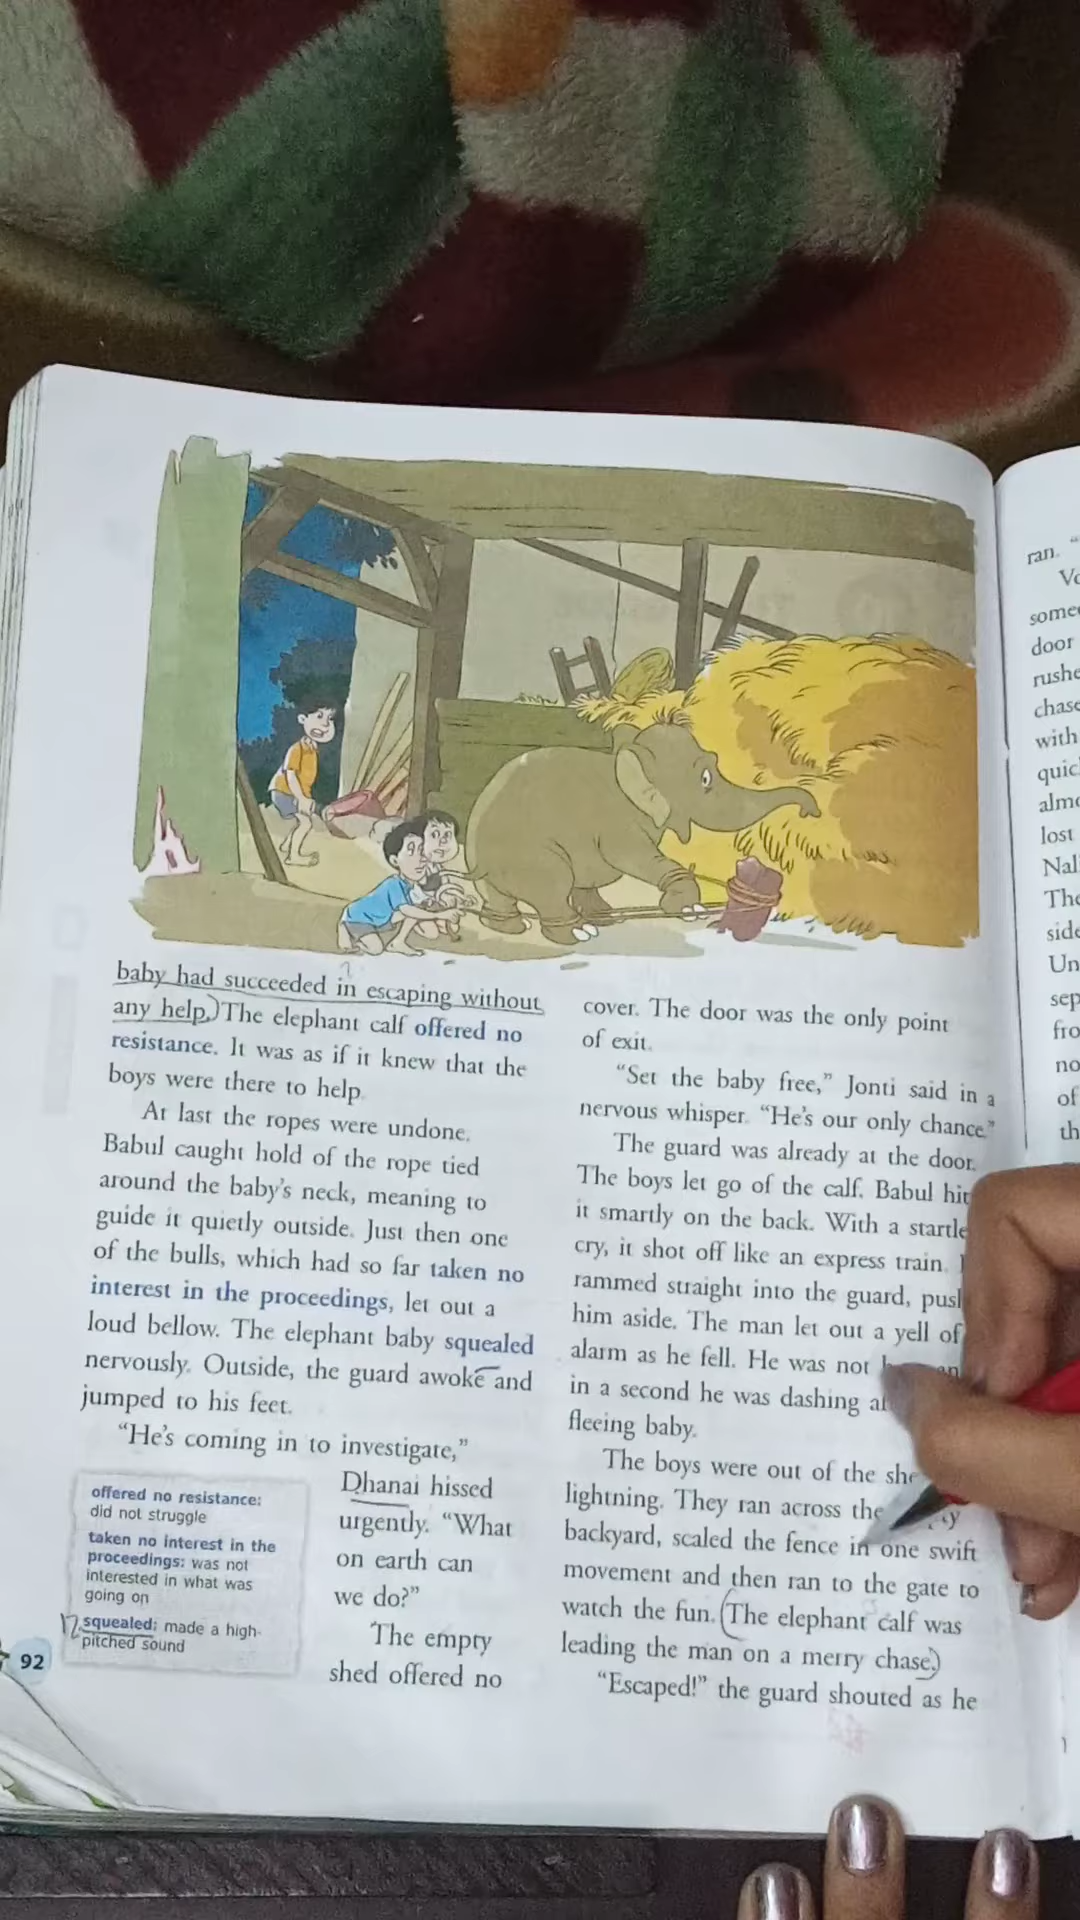 baby had succeeded in escaping without
any help. The elephant calf offered no
resistance. It was as if it knew that the
boys were there to help.
At last the ropes were undone.
Babul caught hold of the rope tied
around the baby's neck, meaning to
guide it quietly outside. Just then one
of the bulls, which had so far taken no
interest in the proceedings, let out a
loud bellow. The elephant baby squealed
nervously. Outside, the guard awoke and
jumped to his feet.
"He's coming in to investigate,"
Dhanai hissed
urgently. "What
on earth can
we do?"
The empty
shed offered no
offered no resistance:
did not struggle
taken no interest in the
proceedings: was not
interested in what was
going on
squealed: made a high-
pitched sound
92
cover. The door was the only point
of exit.
"Set the baby free," Jonti said in a
nervous whisper. "He's our only chance."
The guard was already at the door.
The boys let go of the calf. Babul hit
it smartly on the back. With a
cry, it shot off like an express train.
rammed straight into the guard,
him aside. The man let out a yell of
alarm as he fell. He was not
in a second he was dashing
fleeing baby.
The boys were out of the
lightning. They ran across the
backyard, scaled the fence in one swift
movement and then ran to the gate to
watch the fun. (The elephant calf was
leading the man on a merry chase.)
"Escaped!" the guard shouted as he
ran. "
door
with
lost
side
of